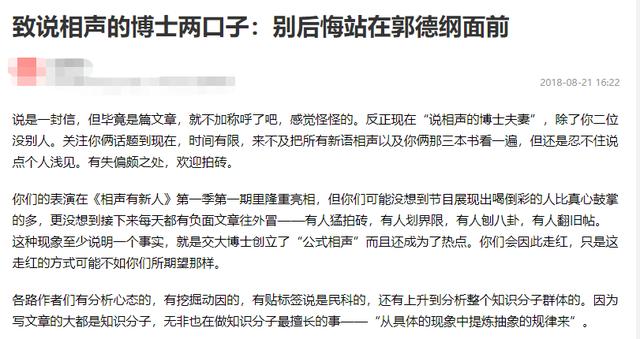 致说相声的博士两口子：别后悔站在郭德纲面前
2018-08-21 16:22
说是一封信，但毕竟是篇文章，就不加称呼了吧，感觉怪怪的。反正现在“说相声的博士夫妻”，除了你二位
没别人。关注你俩话题到现在，时间有限，来不及把所有新语相声以及你俩那三本书看一遍，但还是忍不住说
点个人浅见。有失偏颇之处，欢迎拍砖。
你们的表演在《相声有新人》第一季第一期里隆重亮相，但你们可能没想到节目展现出喝倒彩的人比真心鼓掌
的多，更没想到接下来每天都有负面文章往外冒——有人猛拍砖，有人划界限，有人刨八卦，有人翻旧帖。
这种现象至少说明一个事实，就是交大博士创立了“公式相声”而且还成为了热点。你们会因此走红，只是这
走红的方式可能不如你们所期望那样。
各路作者们有分析心态的，有挖掘动因的，有贴标签说是民科的，还有上升到分析整个知识分子群体的。因为
写文章的大都是知识分子，无非也在做知识分子最擅长的事——“从具体的现象中提炼抽象的规律来”。